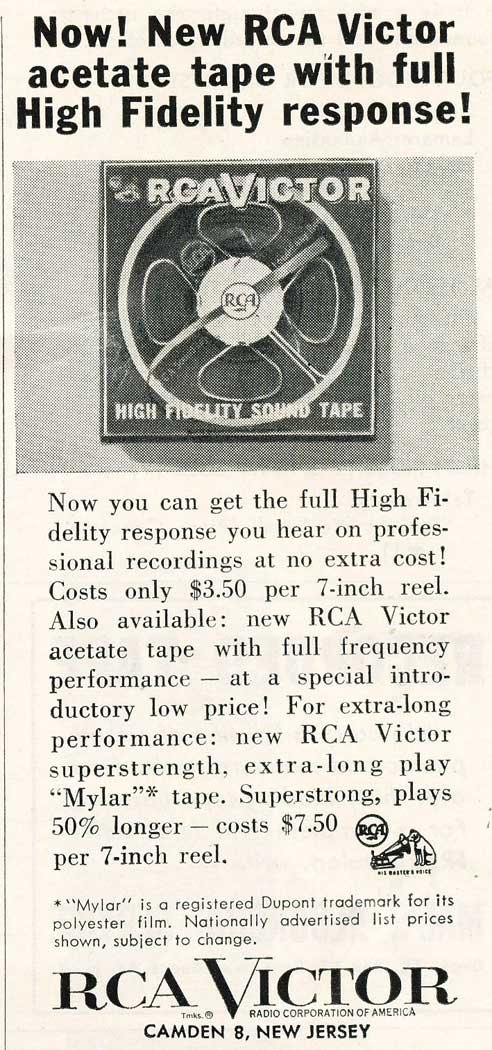 Now! New RCA Victor
acetate tape with full
High Fidelity response!
RCAVICTOR
RCA
HIGH FIDELITY SOUND TAPE
Now you can get the full High Fi-
delity response you hear on profes-
sional recordings at no extra cost!
Costs only $3.50 per 7-inch reel.
Also available: new RCA Victor
acetate tape with full frequency
performance — at a special intro-
ductory low price! For extra-long
performance: new RCA Victor
superstrength, extra-long play
“Mylar”* tape. Superstrong, plays
50% longer — costs $7.50
per 7-inch reel.
RCA
HIS MASTER'S VOICE
*“Mylar” is a registered Dupont trademark for its
polyester film. Nationally advertised list prices
shown, subject to change.
RCA VICTOR
Tmks.® RADIO CORPORATION OF AMERICA
CAMDEN 8, NEW JERSEY